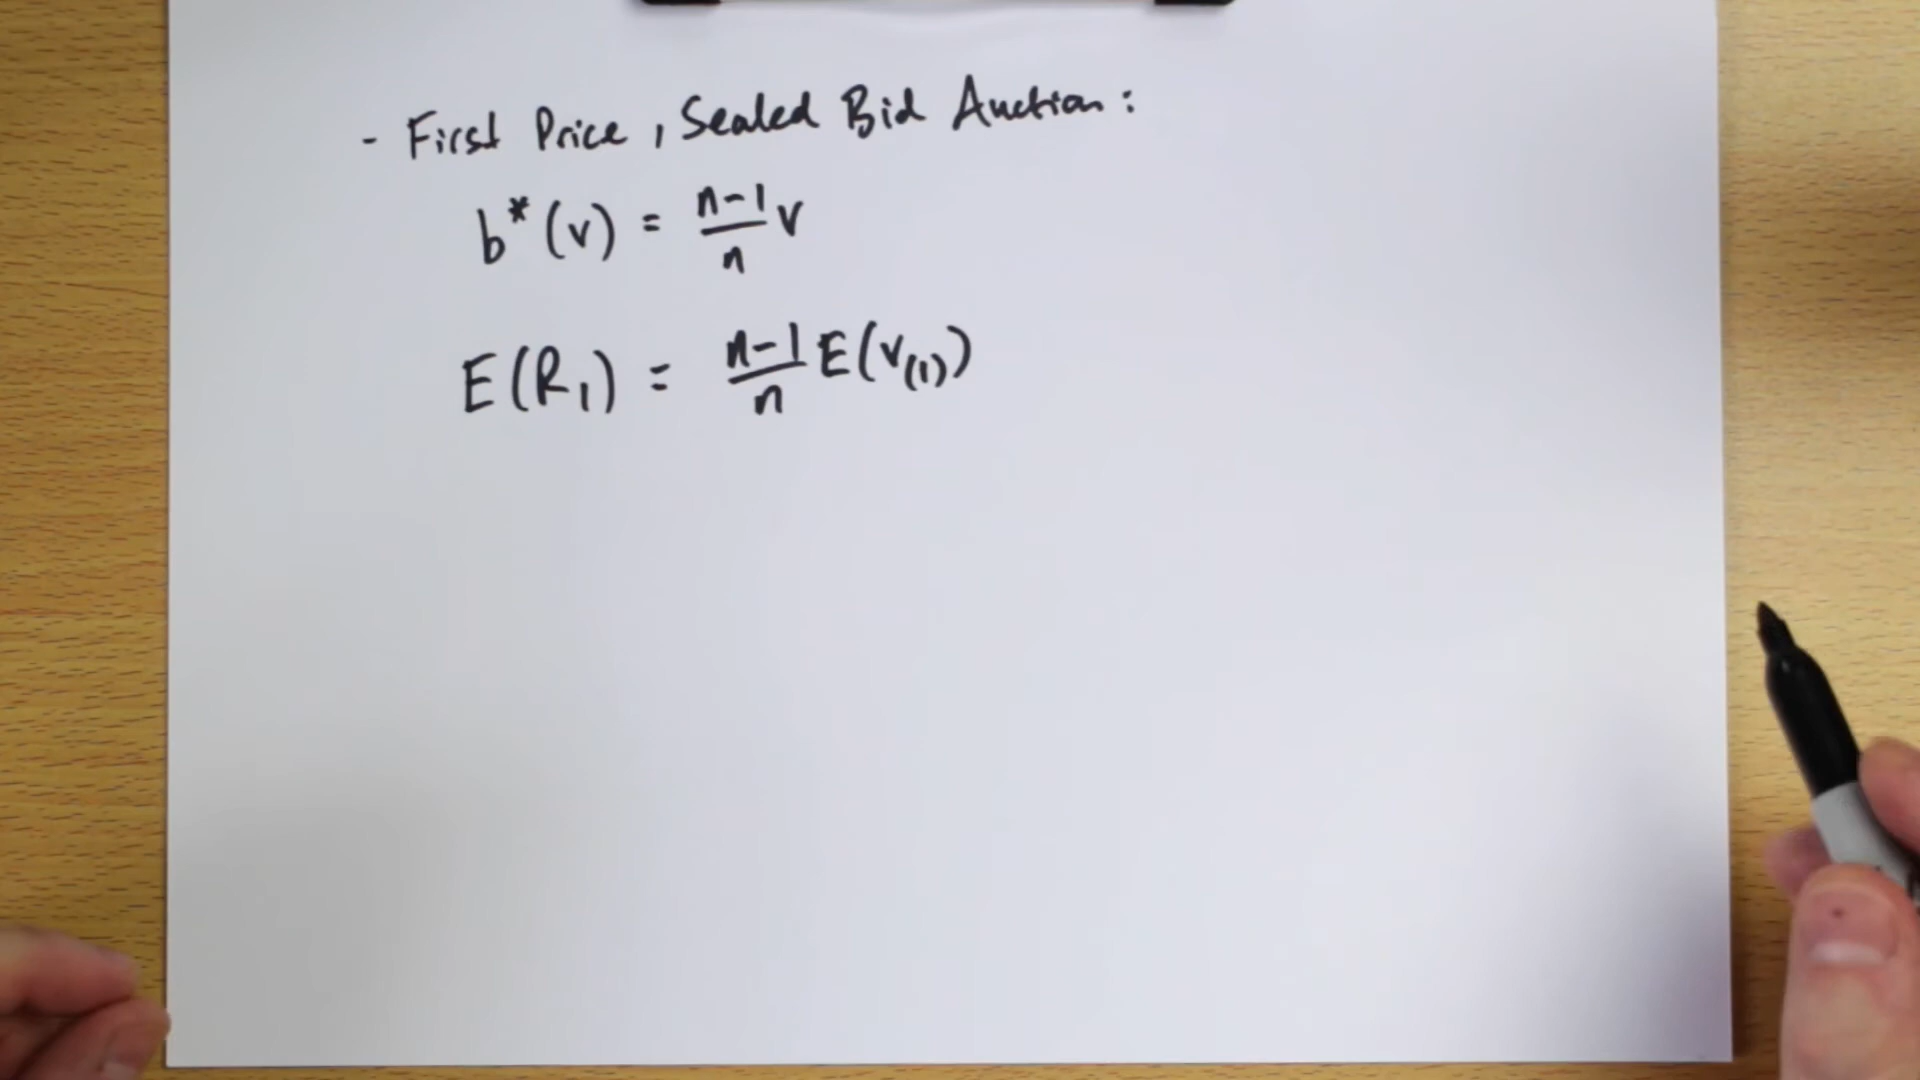 - First Price, Sealed Bid Auction:
b*(v) = n-1/n v
E(R₁) = n-1/n E(v₍₁₎)